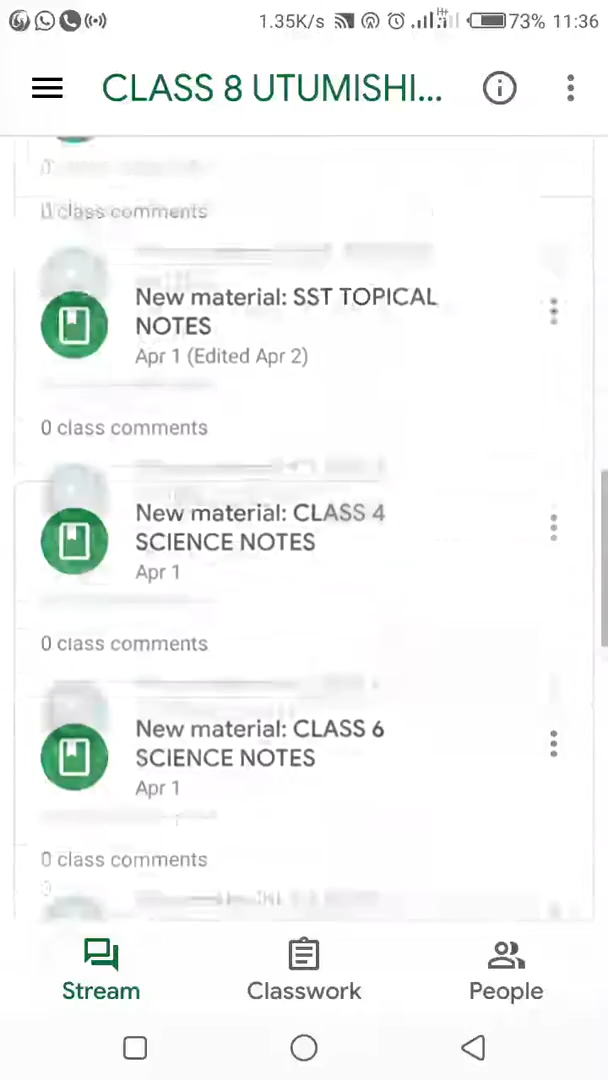 1.35K/s 73% 11:36
CLASS 8 UTUMISHI...
0 class comments
New material: SST TOPICAL
NOTES
Apr 1 (Edited Apr 2)
0 class comments
New material: CLASS 4
SCIENCE NOTES
Apr 1
0 class comments
New material: CLASS 6
SCIENCE NOTES
Apr 1
0 class comments
Stream
Classwork
People